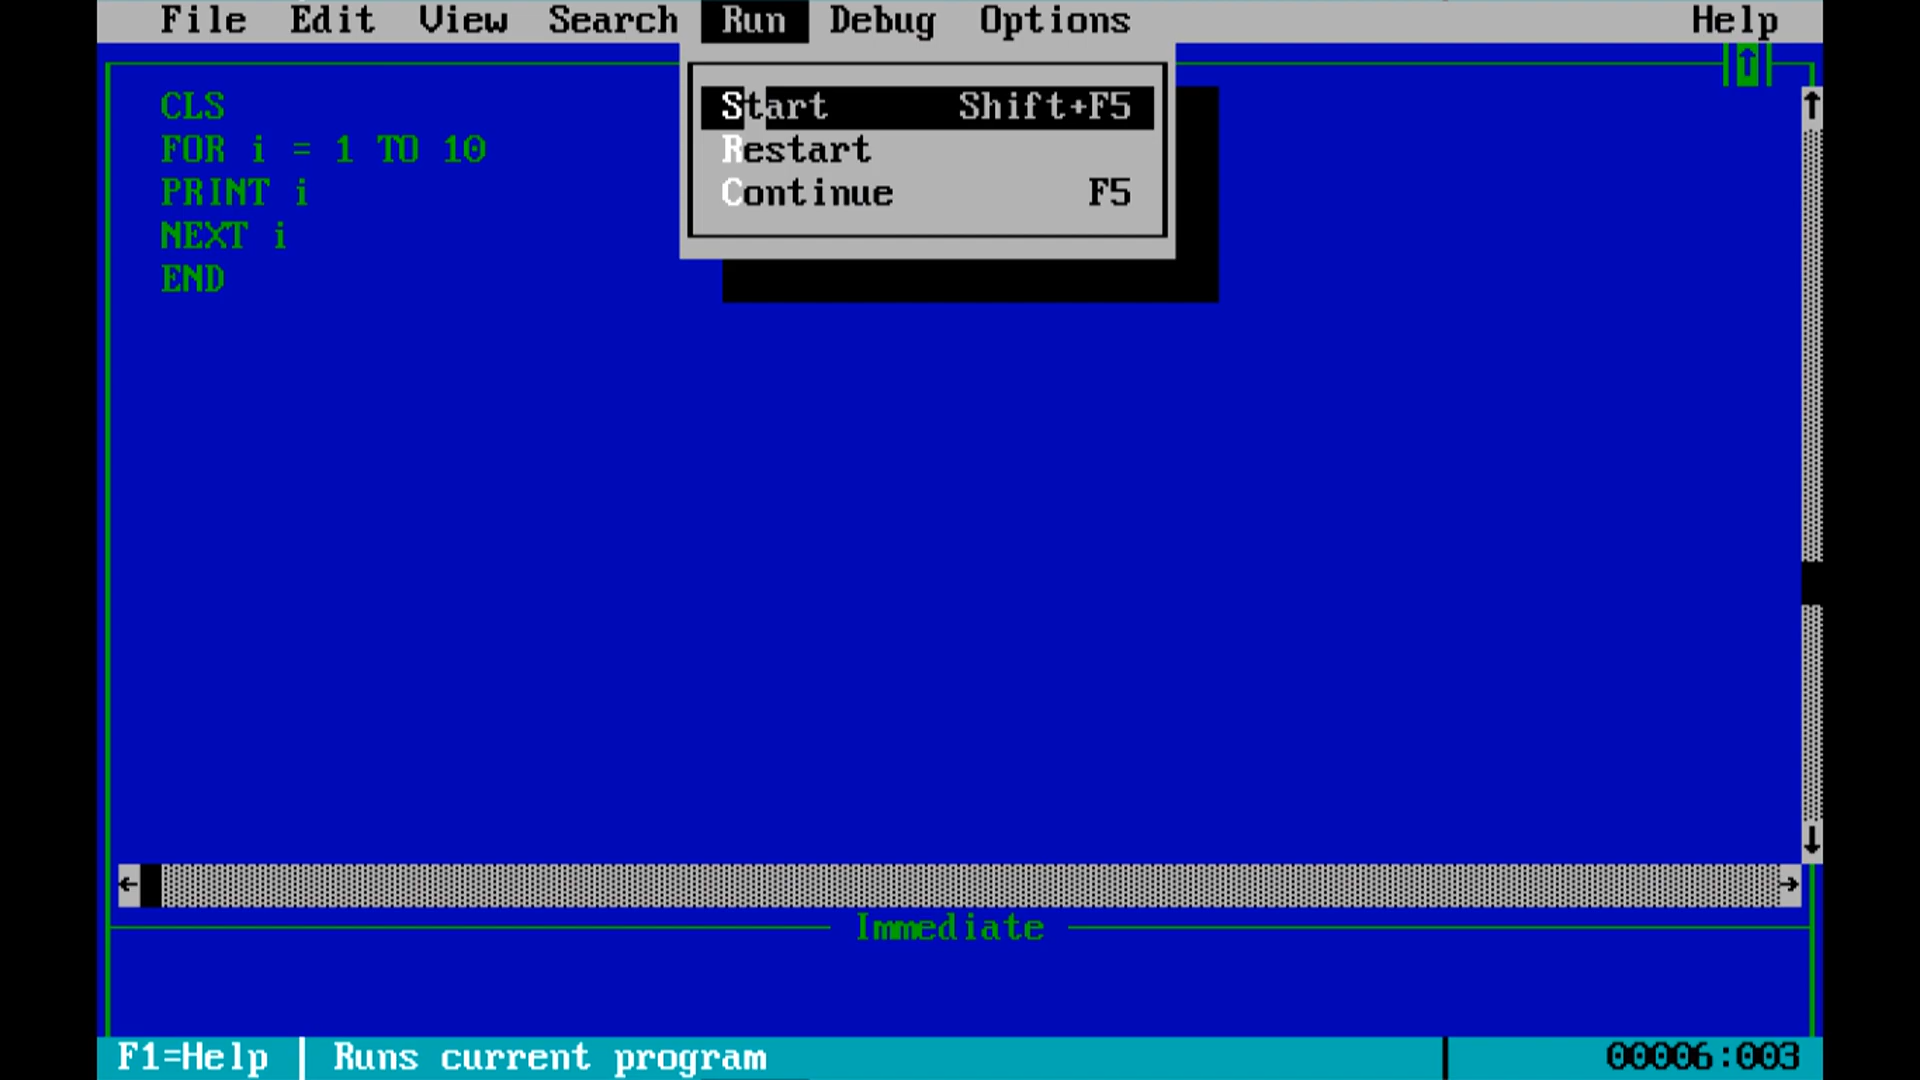 File Edit View Search Run Debug Options Help
Start Shift+F5
Restart
Continue F5
CLS
FOR i = 1 TO 10
PRINT i
NEXT i
END
Immediate
F1=Help Runs current program 00006:003